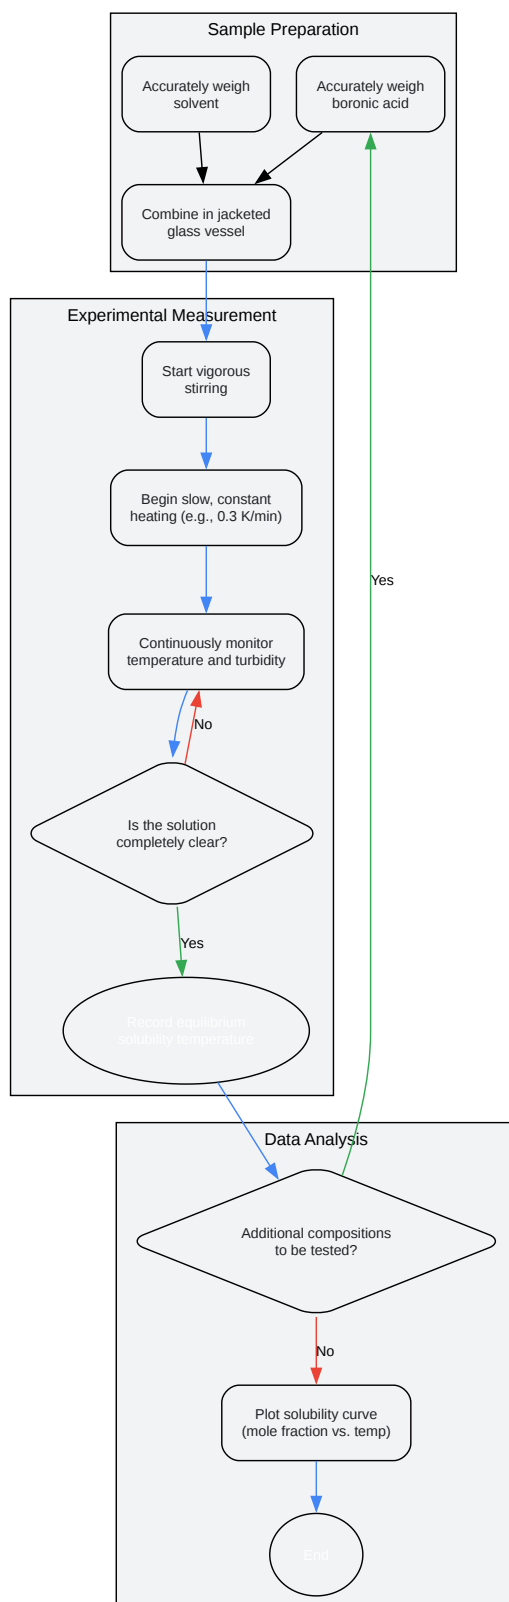 Sample Preparation
Accurately weigh
solvent
Accurately weigh
boronic acid
Combine in jacketed
glass vessel
Experimental Measurement
Start vigorous
stirring
Begin slow, constant
heating (e.g., 0.3 K/min)
Yes
Continuously monitor
temperature and turbidity
No
Is the solution
completely clear?
Yes
Record equilibrium
solubility temperature
Data Analysis
Additional compositions
to be tested?
No
Plot solubility curve
(mole fraction vs. temp)
End